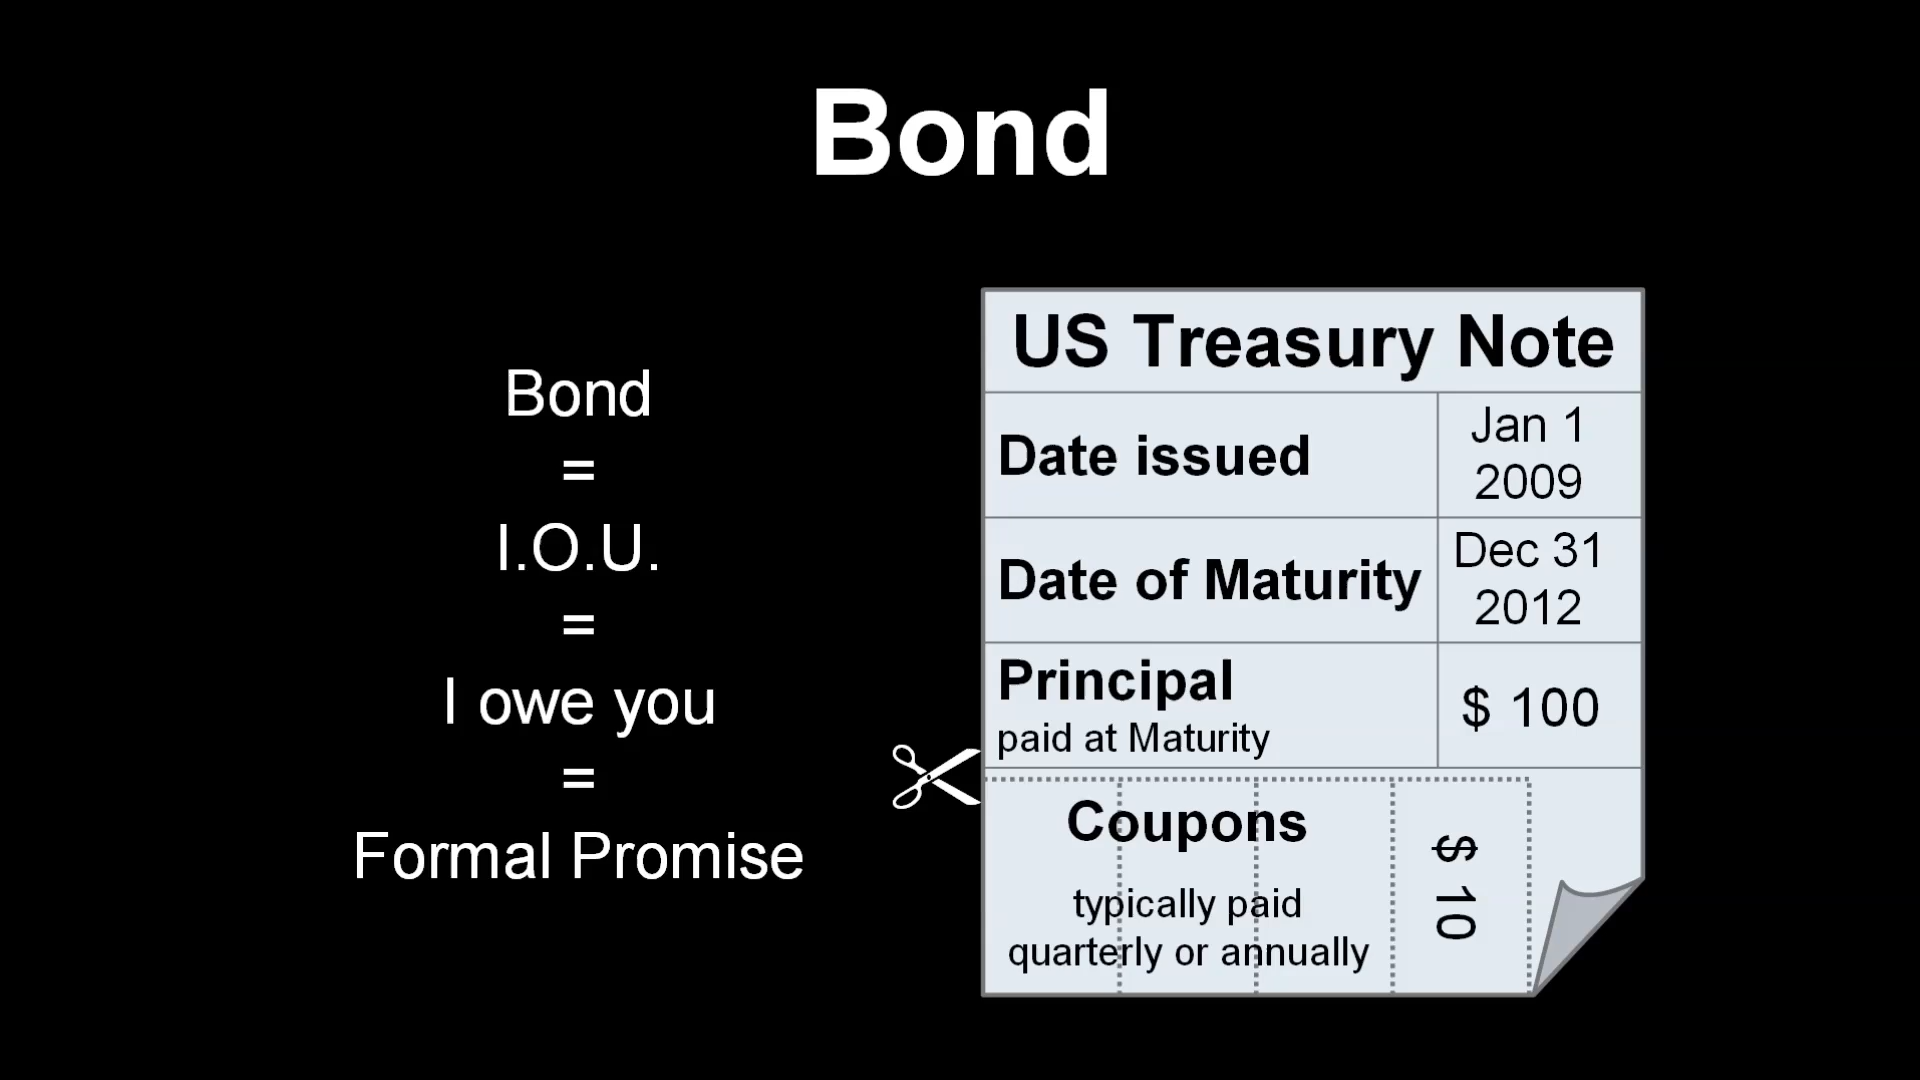 Bond
Bond
=
I.O.U.
=
I owe you
=
Formal Promise
US Treasury Note
Date issued
Jan 1
2009
Date of Maturity
Dec 31
2012
Principal
paid at Maturity
$ 100
Coupons
typically paid
quarterly or annually
$ 10